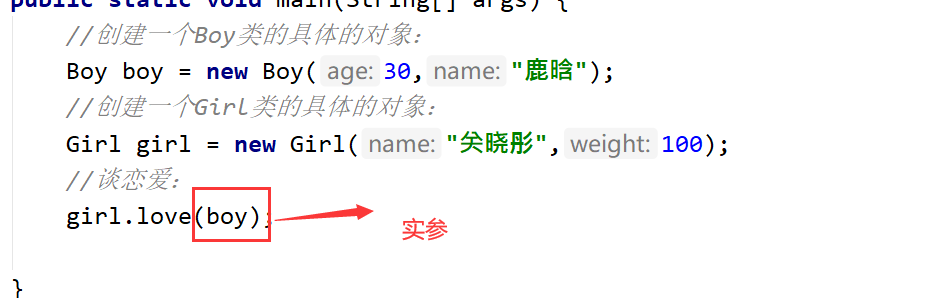 public static void main(String[] args) {
//创建一个Boy类的具体的对象：
Boy boy = new Boy( age: 30, name: "鹿晗");
//创建一个Girl类的具体的对象：
Girl girl = new Girl( name: "关晓彤", weight: 100);
//谈恋爱：
girl.love(boy);
实参
}